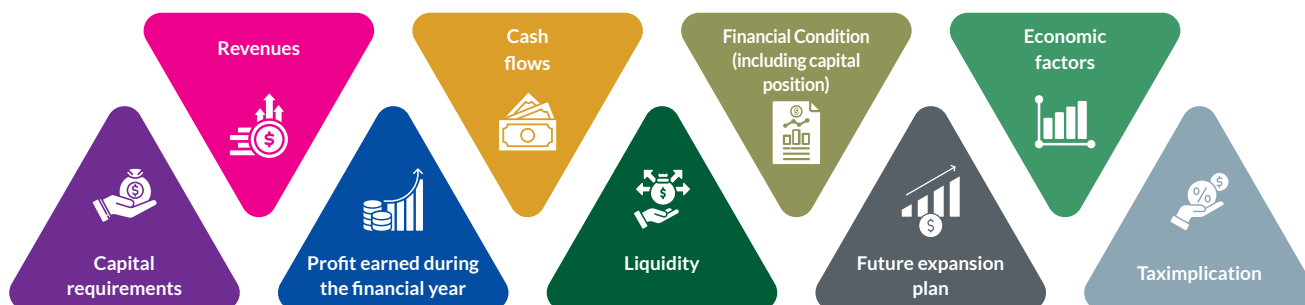 Revenues
Cash
flows
Financial Condition
(including capital
position)
Economic
factors
Capital
requirements
Profit earned during
the financial year
Liquidity
Future expansion
plan
Taximplication